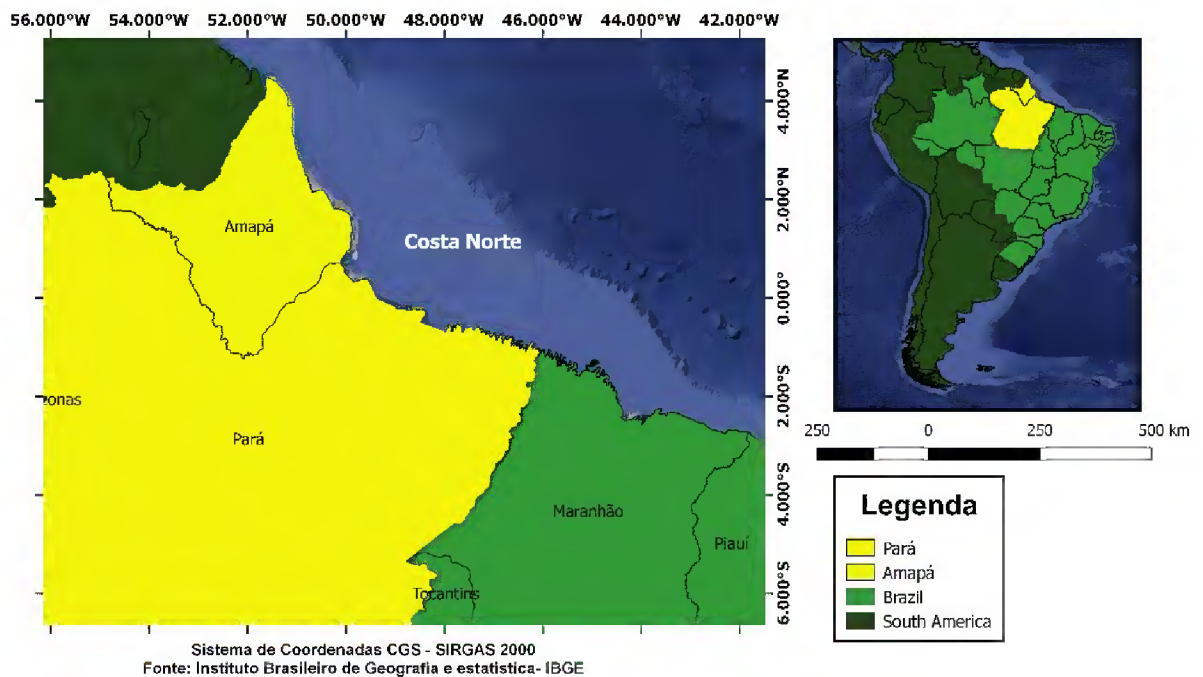 56.000°W 54.000°W 52.000°W 50.000°W 48.000°W 46.000°W 44.000°W 42.000°W
4.000°N
2.000°N
0.000°
2.000°S
4.000°S
6.000°S
Amapá
Costa Norte
zonas
Pará
Maranhão
Piauí
Tocantins
250 0 250 500 km
Legenda
Pará
Amapá
Brazil
South America
Sistema de Coordenadas CGS - SIRGAS 2000
Fonte: Instituto Brasileiro de Geografia e estatistica- IBGE